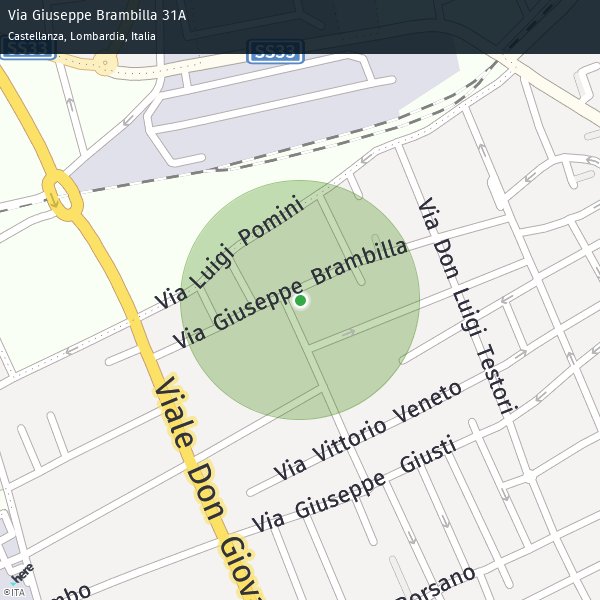 Via Giuseppe Brambilla 31A
Castellanza, Lombardia, Italia
SS33
SS33
Via Luigi Pomini
Via Giuseppe Brambilla
Via Don Luigi Testori
Viale Don Giova
Via Vittorio Veneto
Via Giuseppe Giusti
Borsano
mbo
here
©ITA